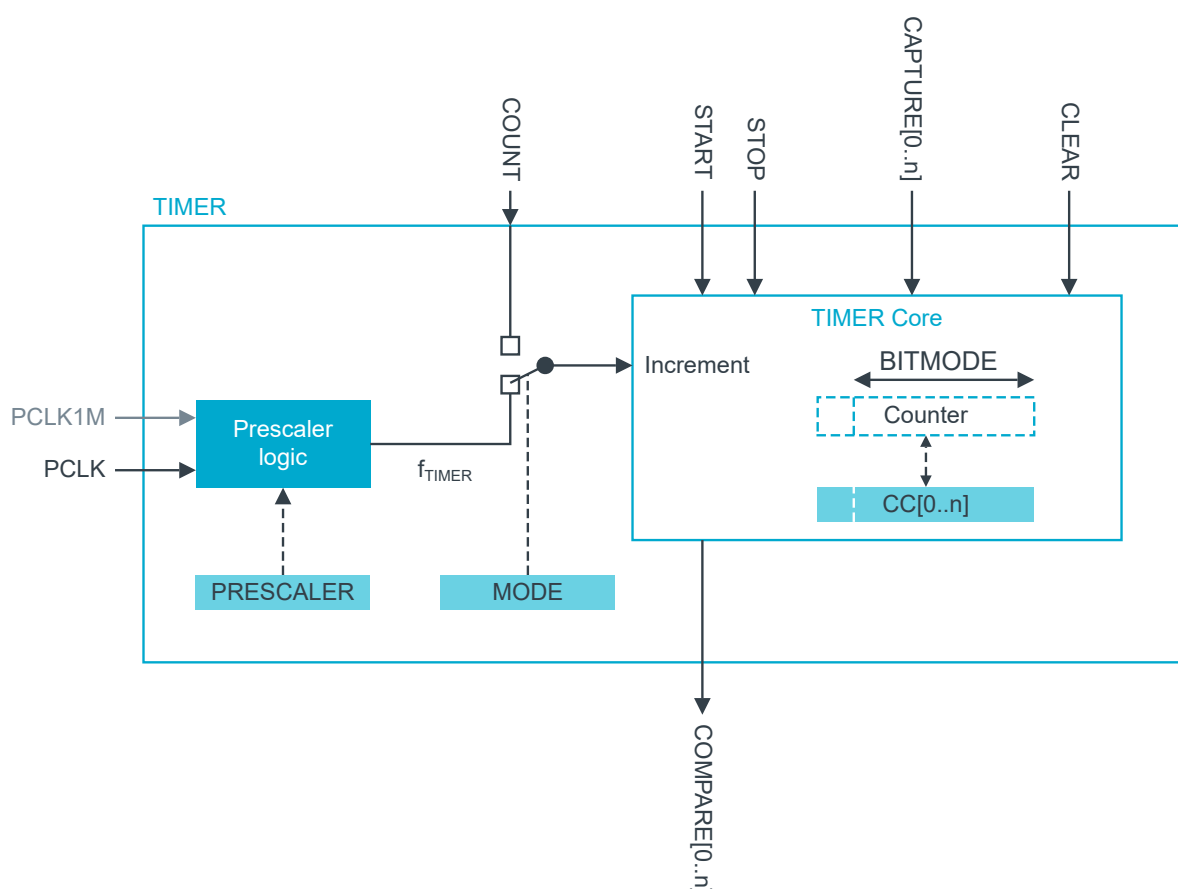 CAPTURE[0..n]
COUNT
START
STOP
CLEAR
TIMER
TIMER Core
Increment
BITMODE
Counter
PCLK1M
Prescaler
logic
PCLK
fTIMER
CC[0..n]
PRESCALER
MODE
COMPARE[0..n]